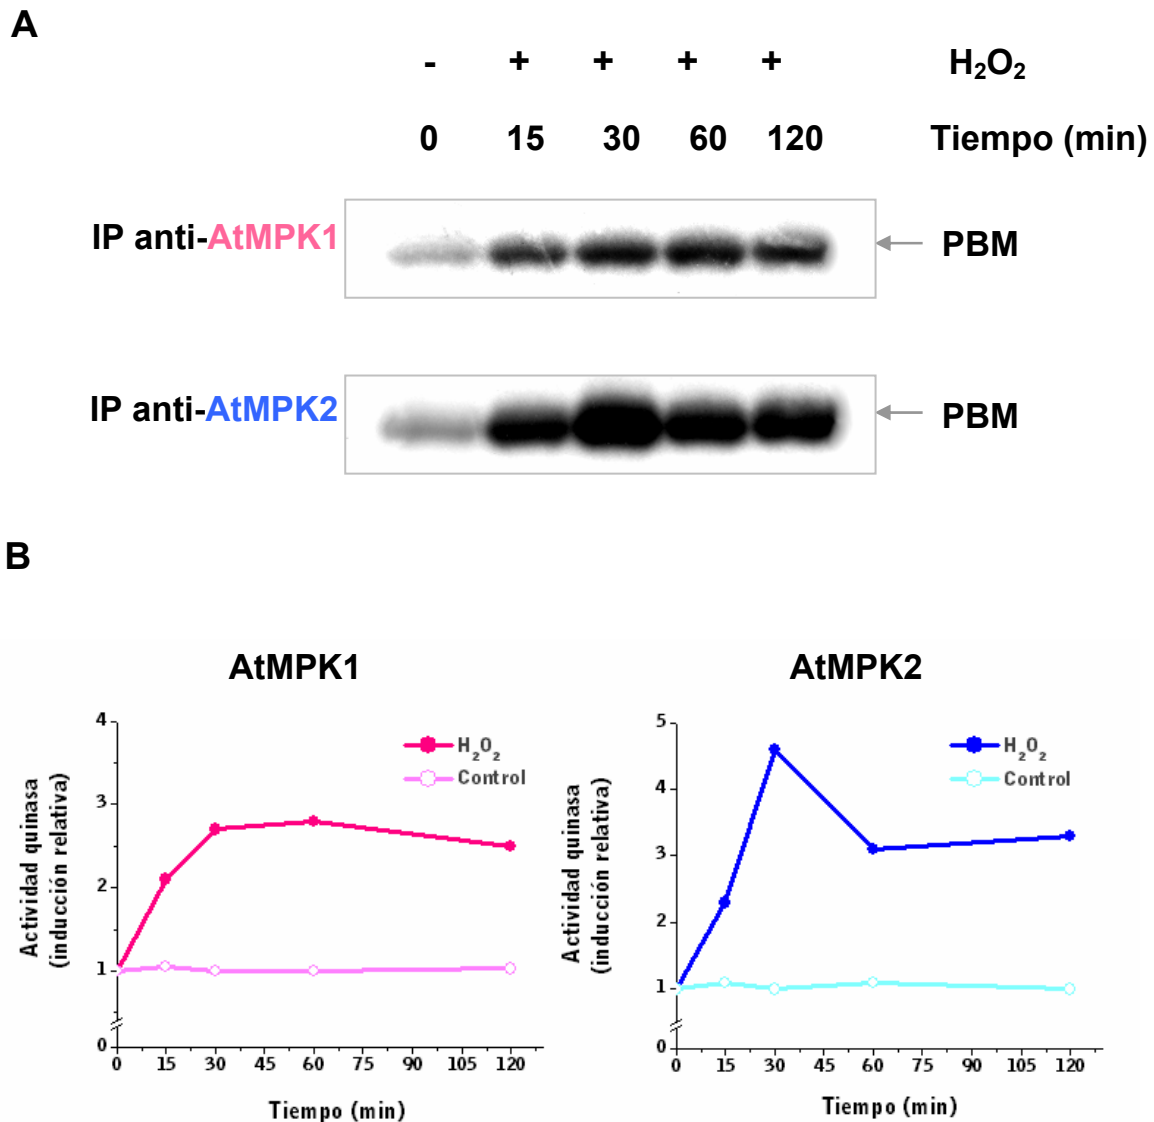 A
- + + + + H₂O₂
0 15 30 60 120 Tiempo (min)
IP anti-AtMPK1 PBM
IP anti-AtMPK2 PBM
B
AtMPK1
4
3
2
1
0
Actividad quinasa
(inducción relativa)
H₂O₂
Control
0 15 30 45 60 75 90 105 120
Tiempo (min)
AtMPK2
5
4
3
2
1
0
Actividad quinasa
(inducción relativa)
H₂O₂
Control
0 15 30 45 60 75 90 105 120
Tiempo (min)